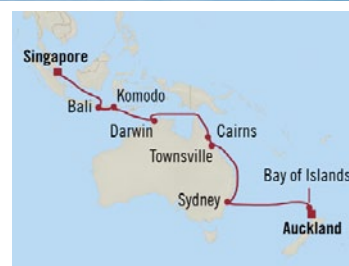 Singapore
Komodo
Bali
Darwin
Cairns
Townsville
Bay of Islands
Sydney
Auckland